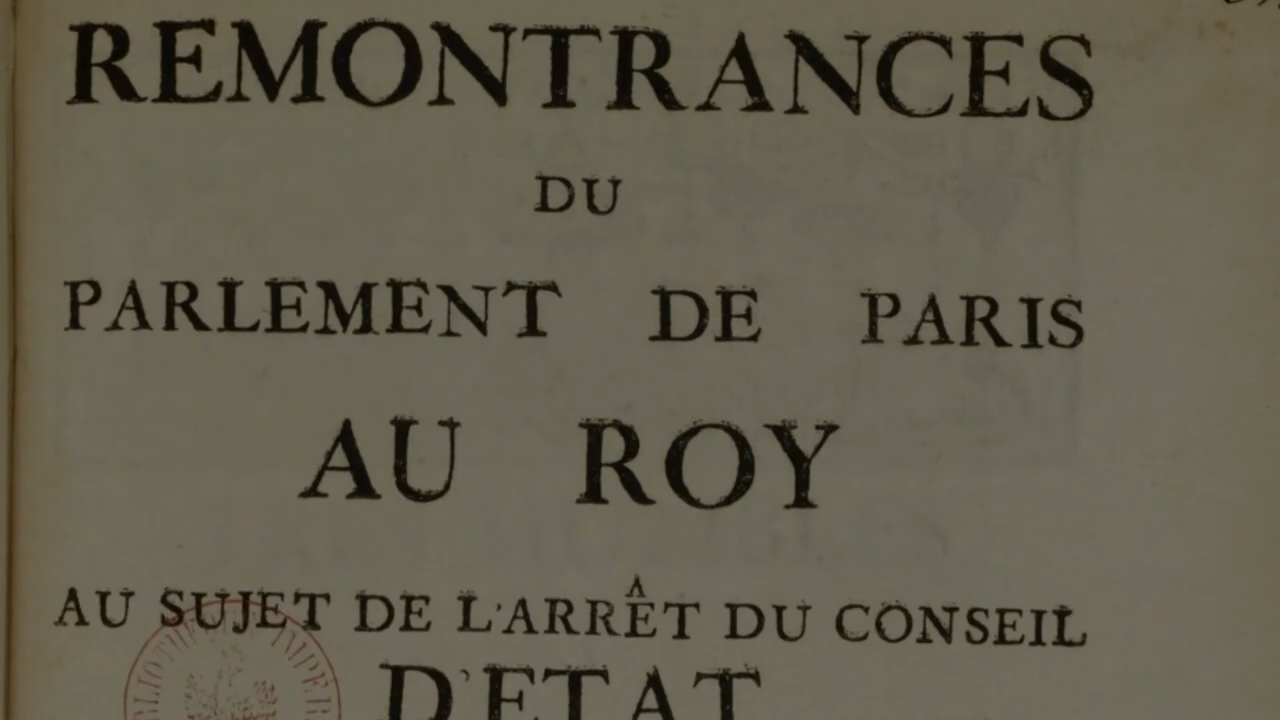 REMONTRANCES
DU
PARLEMENT DE PARIS
AU ROY
AU SUJET DE L'ARRÊT DU CONSEIL
D'ETAT